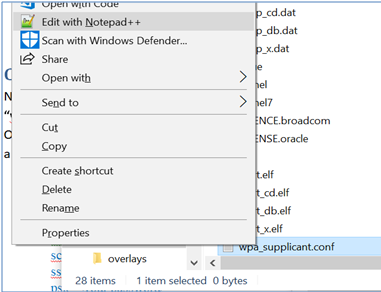 Open with Code
Edit with Notepad++
Scan with Windows Defender...
Share
Open with
Send to
Cut
Copy
Create shortcut
Delete
Rename
Properties
overlays
28 items 1 item selected 0 bytes
p_cd.dat
p_db.dat
p_x.dat
nel7
ENCE.broadcom
ENSE.oracle
t.elf
t_cd.elf
t_db.elf
t_x.elf
wpa_supplicant.conf